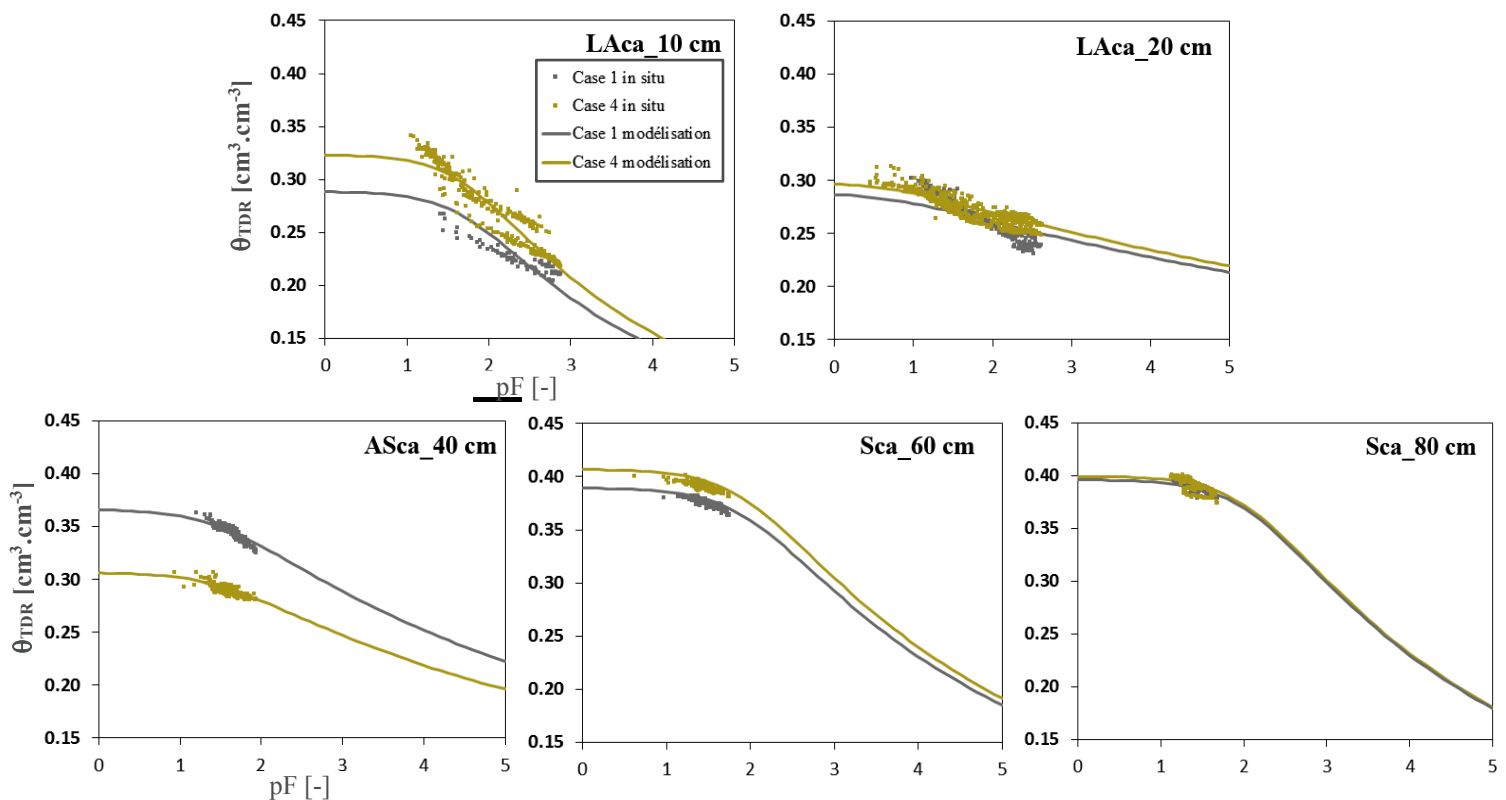 LAca_10 cm
Case 1 in situ
Case 4 in situ
Case 1 modélisation
Case 4 modélisation
θTDR [cm³.cm⁻³]
0.45
0.40
0.35
0.30
0.25
0.20
0.15
0 1 2 3 4 5
pF [-]
LAca_20 cm
0.45
0.40
0.35
0.30
0.25
0.20
0.15
0 1 2 3 4 5
ASca_40 cm
θTDR [cm³.cm⁻³]
0.45
0.40
0.35
0.30
0.25
0.20
0.15
0 1 2 3 4 5
pF [-]
Sca_60 cm
0.45
0.40
0.35
0.30
0.25
0.20
0.15
0 1 2 3 4 5
Sca_80 cm
0.45
0.40
0.35
0.30
0.25
0.20
0.15
0 1 2 3 4 5